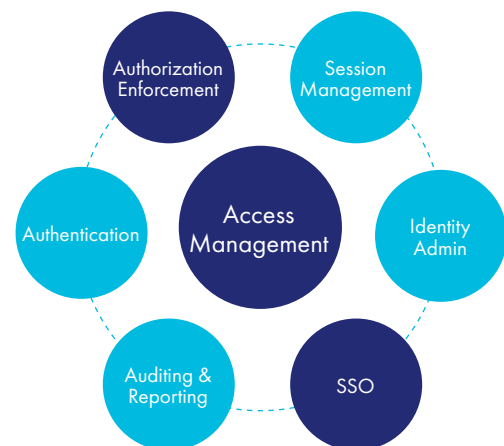 Authorization
Enforcement
Session
Management
Access
Management
Authentication
Identity
Admin
Auditing &
Reporting
SSO